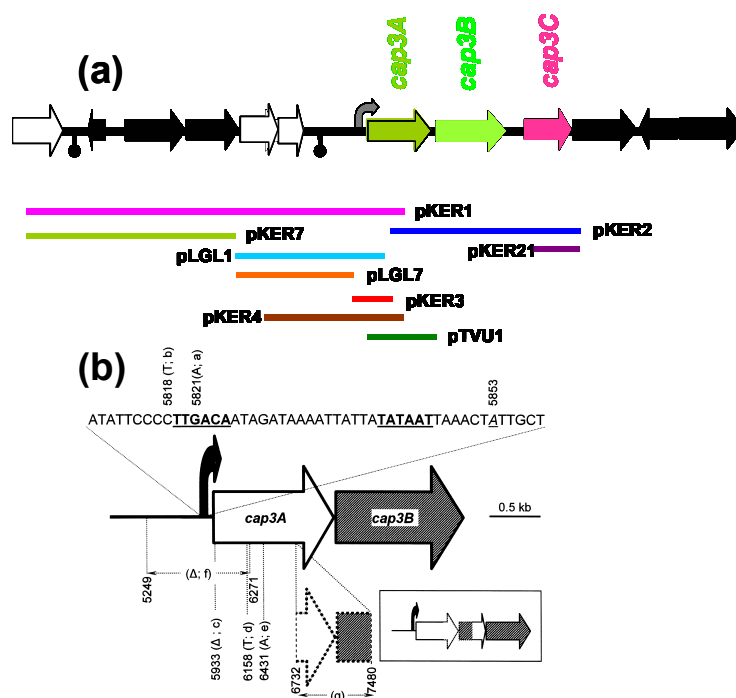 (a)
cap3A
cap3B
cap3C
pKER1
pKER7
pKER2
pLGL1
pKER21
pLGL7
pKER3
pKER4
pTVU1
(b)
5818 (T; b)
5821(A; a)
5853
ATATTCCCCTTGACAATAGATAAAATTATTATATAATTTAAACTATTGCT
cap3A
cap3B
0.5 kb
(Δ; f)
5249
6271
5933 (Δ ; c)
6158 (T; d)
6431 (A; e)
6732
7480
(g)